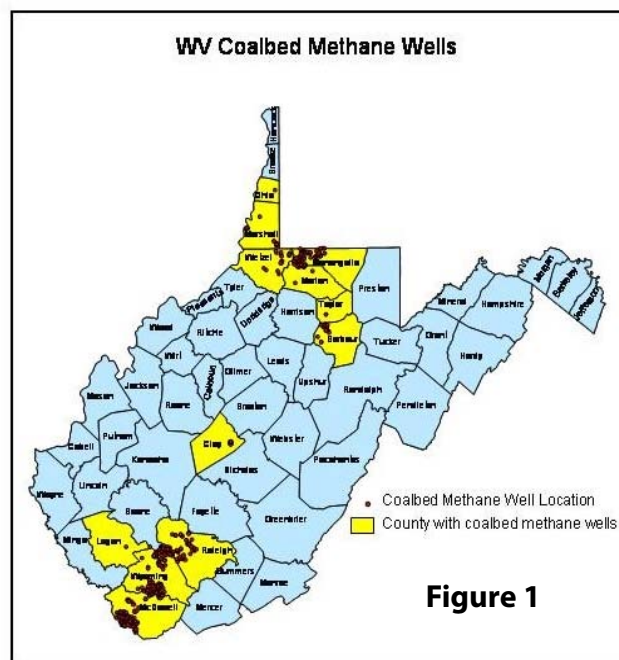 WV Coalbed Methane Wells
Hancock
Brooke
Ohio
Marshall
Wetzel
Monongalia
Marion
Preston
Tyler
Pleasants
Doddridge
Harrison
Taylor
Barbour
Mineral
Hampshire
Morgan
Berkeley
Jefferson
Wood
Ritchie
Wirt
Gilmer
Lewis
Upshur
Tucker
Grant
Hardy
Randolph
Pendleton
Jackson
Calhoun
Roane
Braxton
Mason
Putnam
Cabell
Kanawha
Clay
Webster
Nicholas
Pocahontas
Wayne
Lincoln
Boone
Fayette
Greenbrier
Mingo
Logan
Raleigh
Wyoming
Summers
Monroe
McDowell
Mercer
Coalbed Methane Well Location
County with coalbed methane wells
Figure 1